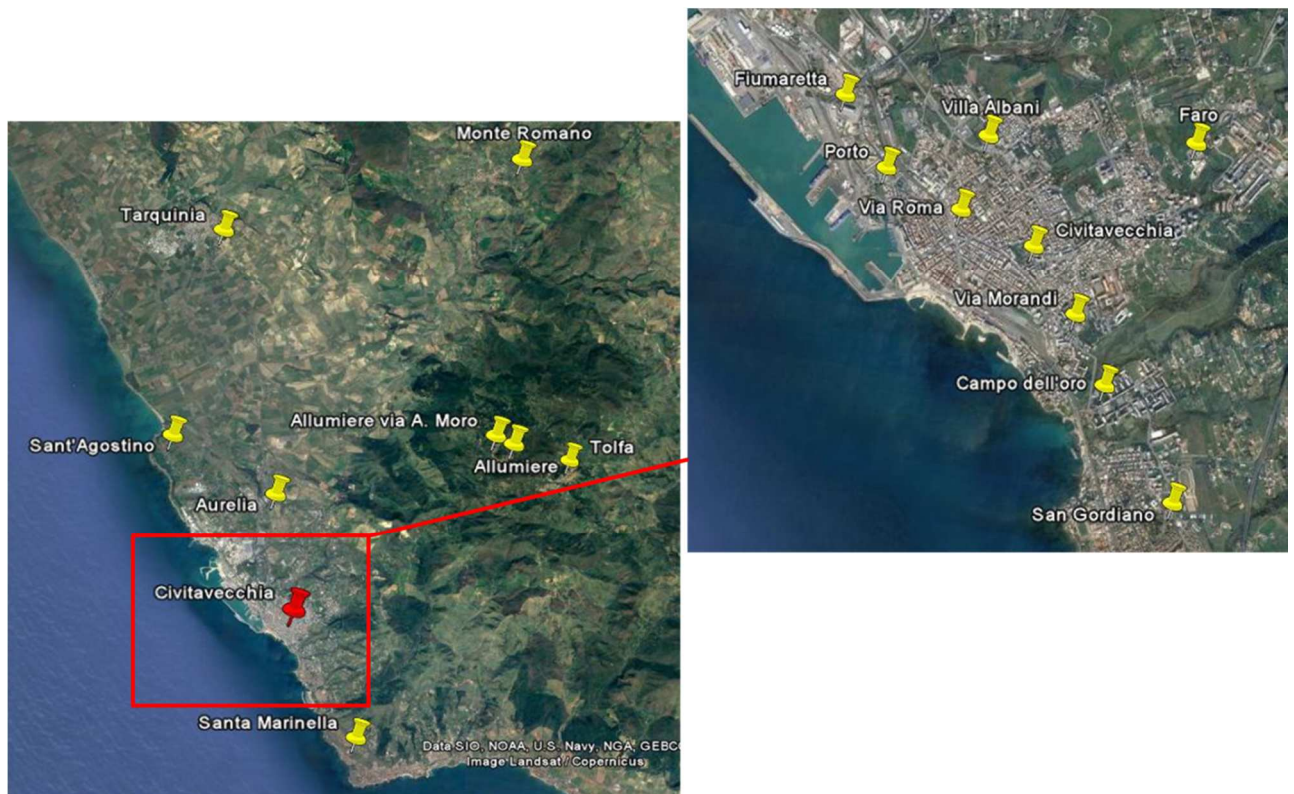 Monte Romano
Tarquinia
Allumiere via A. Moro
Sant'Agostino
Tolfa
Allumiere
Aurelia
Civitavecchia
Santa Marinella
Data SIO, NOAA, U.S. Navy, NGA, GEBC
Image Landsat / Copernicus
Fiumaretta
Villa Albani
Faro
Porto
Via Roma
Civitavecchia
Via Morandi
Campo dell'oro
San Gordiano